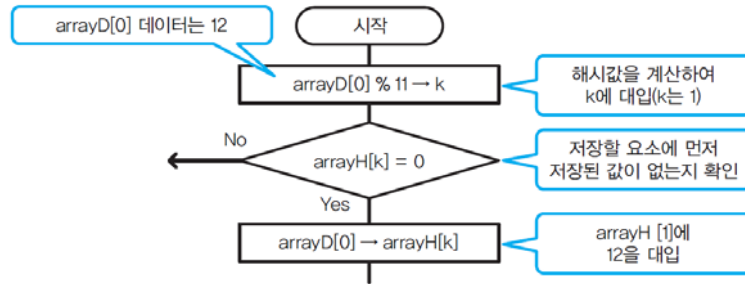 arrayD[0] 데이터는 12
시작
arrayD[0] % 11 → k
해시값을 계산하여
k에 대입(k는 1)
No
arrayH[k] = 0
저장할 요소에 먼저
저장된 값이 없는지 확인
Yes
arrayD[0] → arrayH[k]
arrayH [1]에
12을 대입